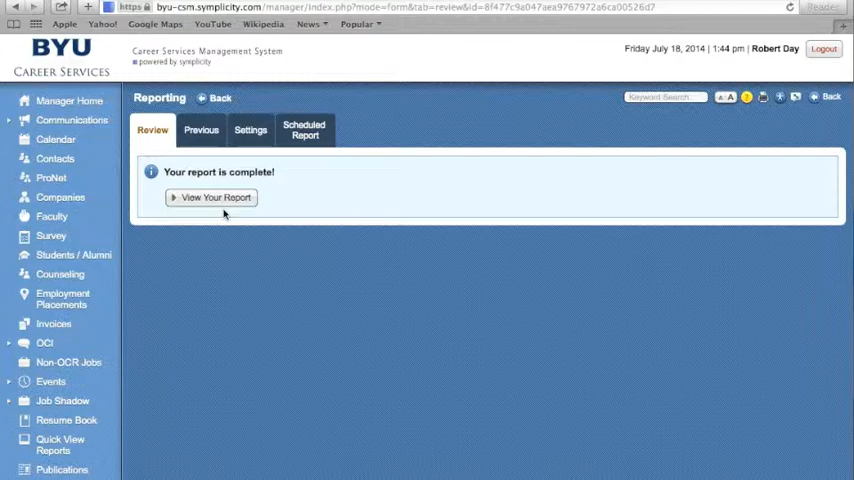 https byu-csm.symplicity.com/manager/index.php?mode=form&tab=review&id=8f477c9a047aea9767972a6ca00526d7 Reader
Apple Yahoo! Google Maps YouTube Wikipedia News Popular
BYU
CAREER SERVICES
Career Services Management System
powered by symplicity
Friday July 18, 2014 | 1:44 pm | Robert Day Logout
Manager Home
Communications
Calendar
Contacts
ProNet
Companies
Faculty
Survey
Students / Alumni
Counseling
Employment
Placements
Invoices
OCI
Non-OCR Jobs
Events
Job Shadow
Resume Book
Quick View
Reports
Publications
Reporting Back
Keyword Search.. Back
Review Previous Settings Scheduled
Report
Your report is complete!
View Your Report